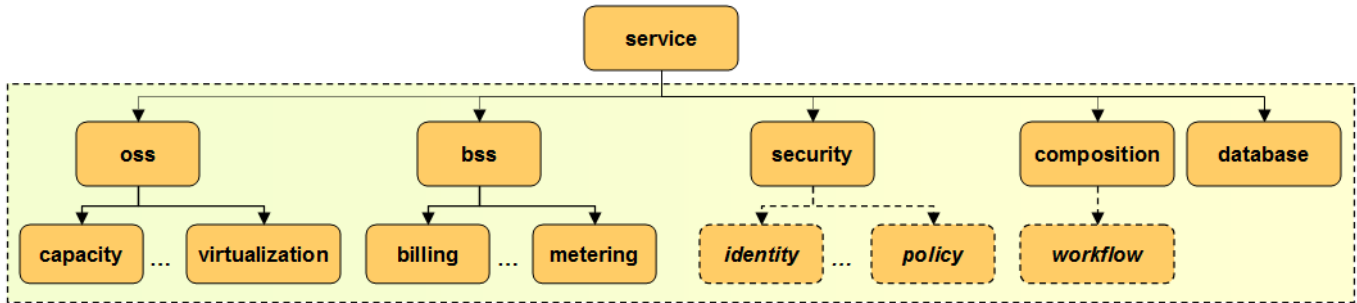 service
oss
bss
security
composition
database
capacity
...
virtualization
billing
...
metering
identity
...
policy
workflow